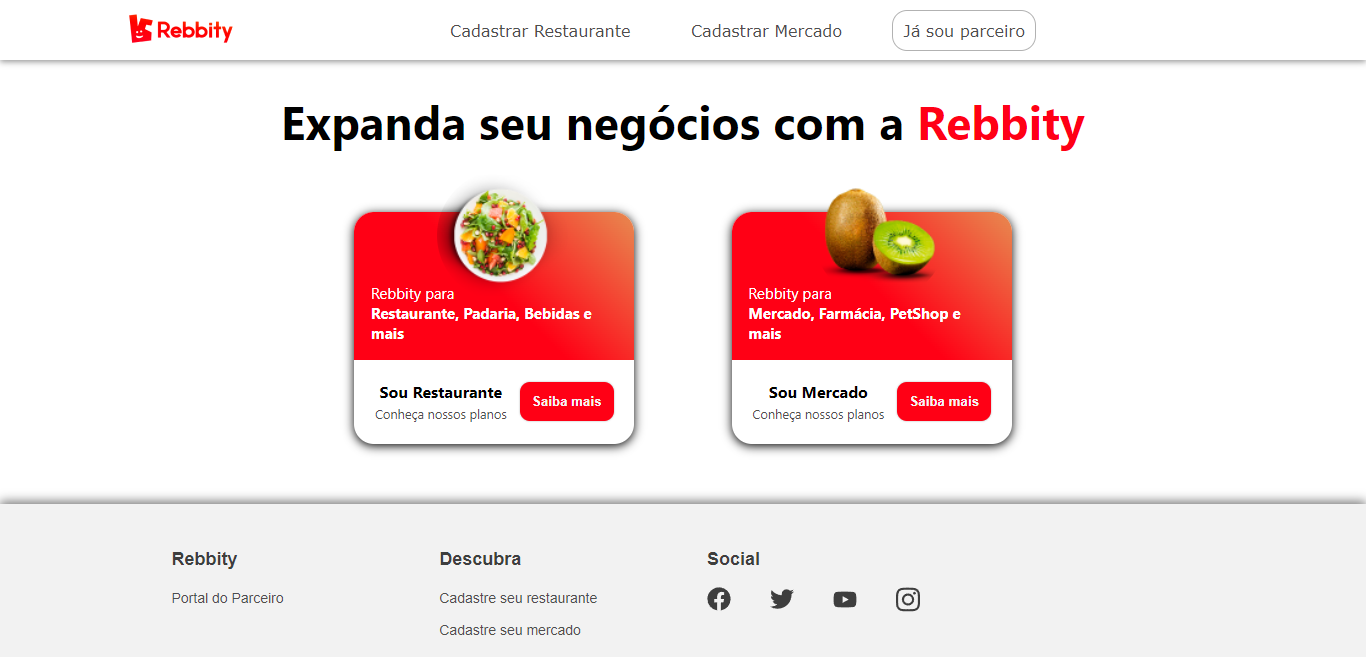 Rebbity
Cadastrar Restaurante
Cadastrar Mercado
Já sou parceiro
Expanda seu negócios com a Rebbity
Rebbity para
Restaurante, Padaria, Bebidas e
mais
Sou Restaurante
Conheça nossos planos
Saiba mais
Rebbity para
Mercado, Farmácia, PetShop e
mais
Sou Mercado
Conheça nossos planos
Saiba mais
Rebbity
Portal do Parceiro
Descubra
Cadastre seu restaurante
Cadastre seu mercado
Social